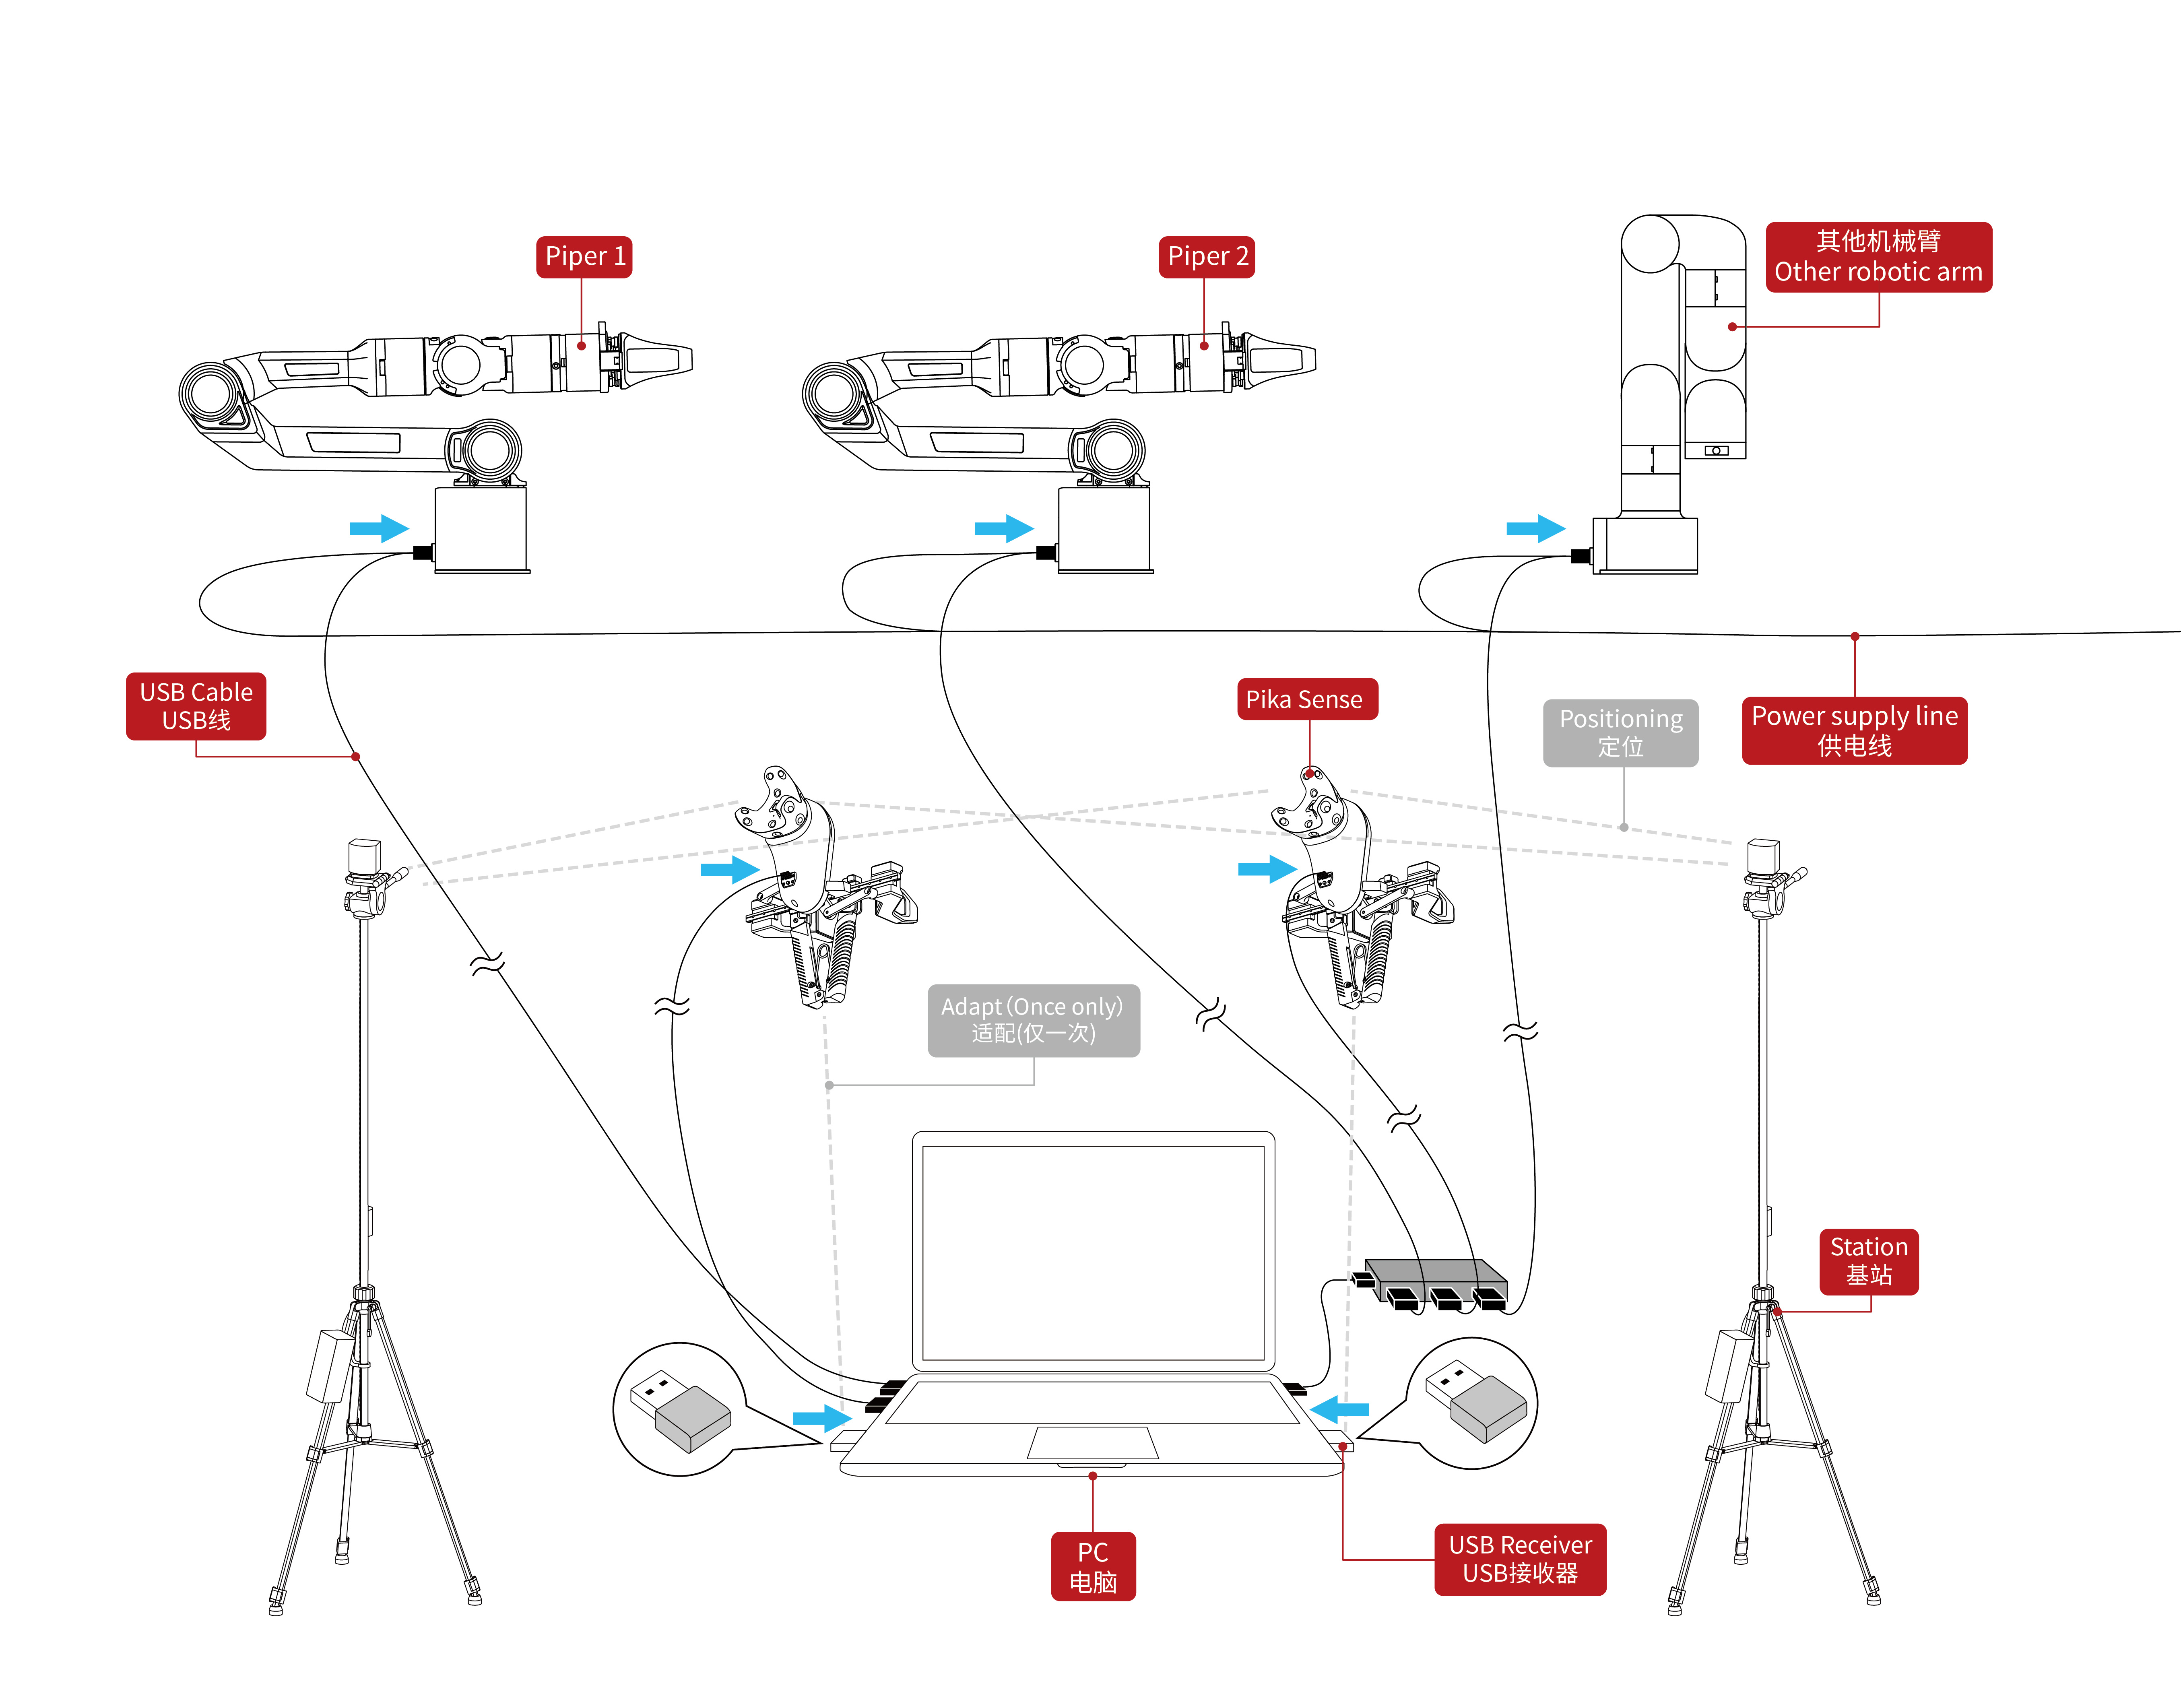 Piper 1
Piper 2
其他机械臂
Other robotic arm
USB Cable
USB线
Pika Sense
Positioning
定位
Power supply line
供电线
Adapt（Once only）
适配(仅一次)
Station
基站
PC
电脑
USB Receiver
USB接收器